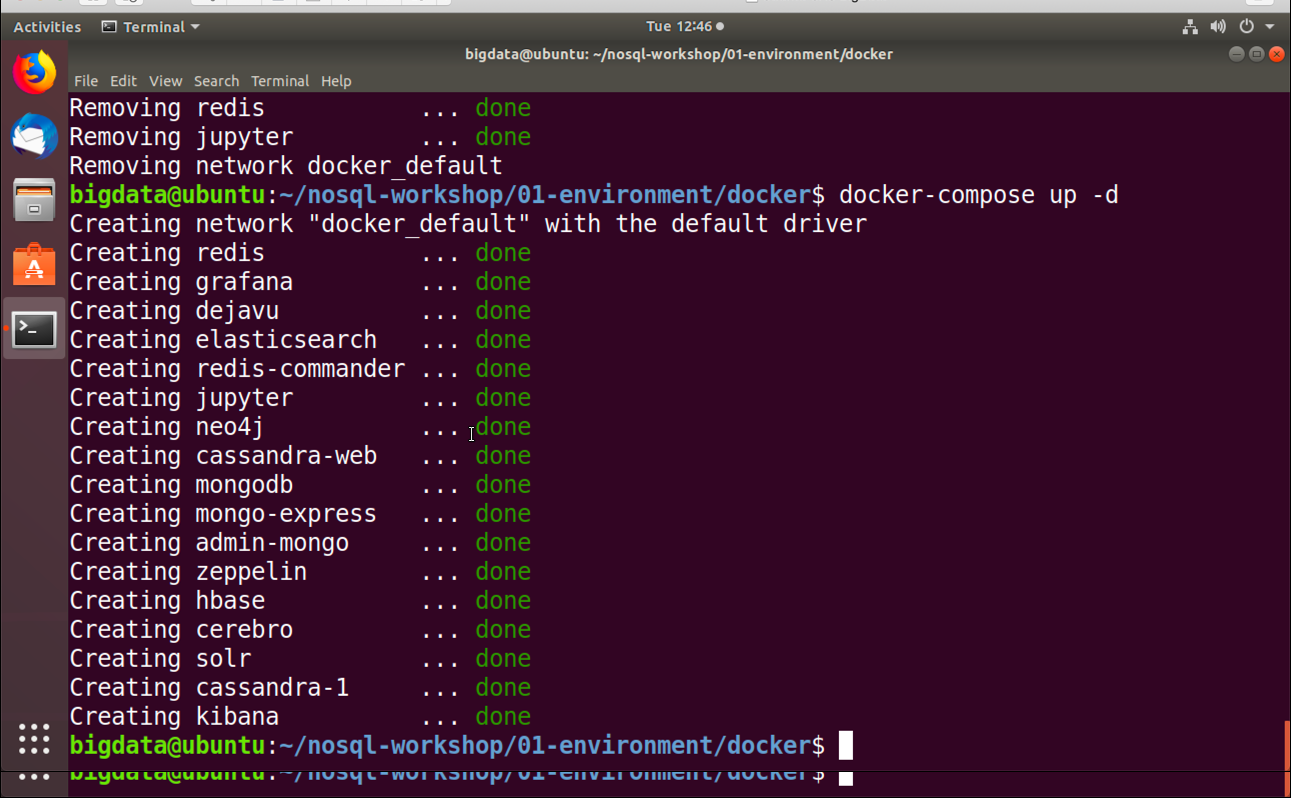 Activities Terminal Tue 12:46
bigdata@ubuntu: ~/nosql-workshop/01-environment/docker
File Edit View Search Terminal Help
Removing redis ... done
Removing jupyter ... done
Removing network docker_default
bigdata@ubuntu:~/nosql-workshop/01-environment/docker$ docker-compose up -d
Creating network "docker_default" with the default driver
Creating redis ... done
Creating grafana ... done
Creating dejavu ... done
Creating elasticsearch ... done
Creating redis-commander ... done
Creating jupyter ... done
Creating neo4j ... done
Creating cassandra-web ... done
Creating mongodb ... done
Creating mongo-express ... done
Creating admin-mongo ... done
Creating zeppelin ... done
Creating hbase ... done
Creating cerebro ... done
Creating solr ... done
Creating cassandra-1 ... done
Creating kibana ... done
bigdata@ubuntu:~/nosql-workshop/01-environment/docker$
bigdata@ubuntu:~/nosql-workshop/01-environment/docker$